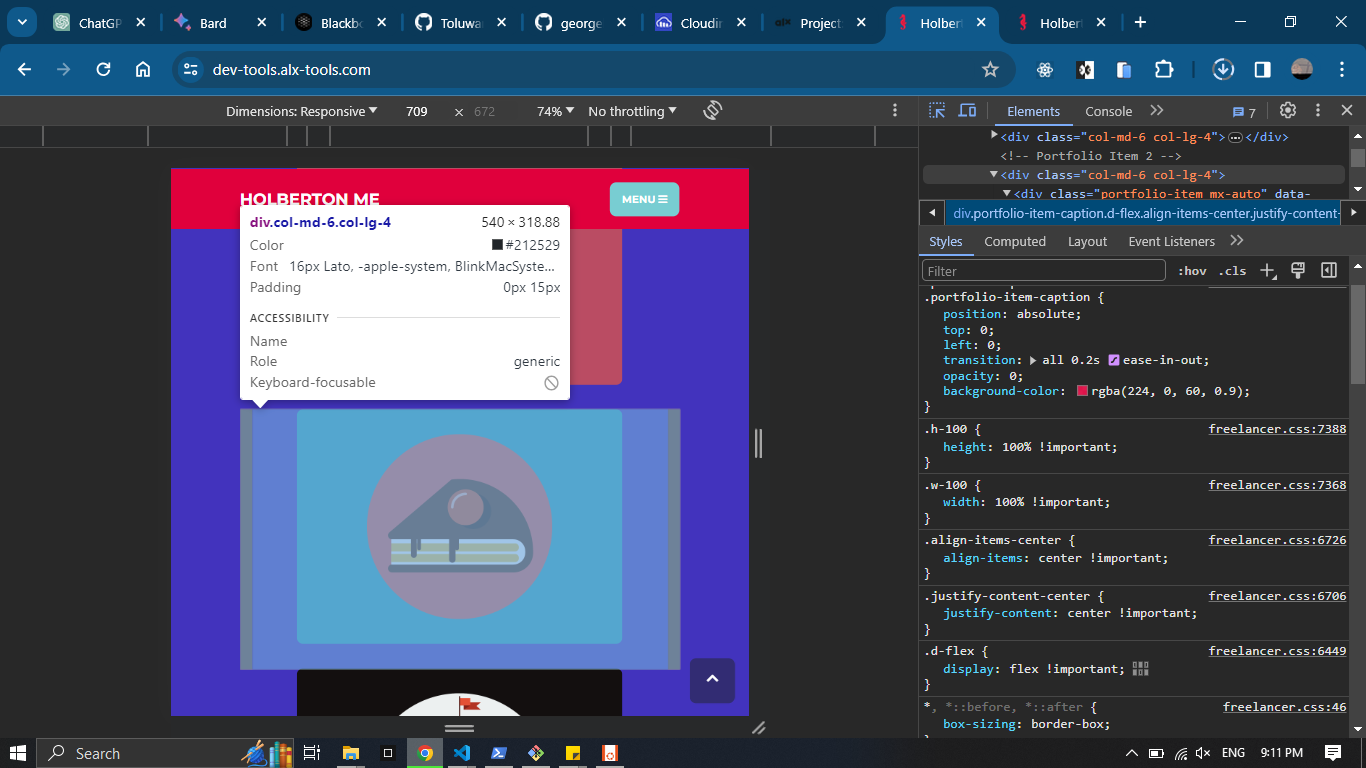 ChatGP
Bard
Blackb
Toluwa
george
Cloudin
Project
Holbert
Holbert
dev-tools.alx-tools.com
Dimensions: Responsive
709
×
672
74%
No throttling
Elements
Console
7
<div class="col-md-6 col-lg-4"> … </div>
<!-- Portfolio Item 2 -->
<div class="col-md-6 col-lg-4">
<div class="portfolio-item mx-auto" data-
div.portfolio-item-caption.d-flex.align-items-center.justify-content-
Styles
Computed
Layout
Event Listeners
Filter
:hov
.cls
.portfolio-item-caption {
position: absolute;
top: 0;
left: 0;
transition: all 0.2s ease-in-out;
opacity: 0;
background-color: rgba(224, 0, 60, 0.9);
}
.h-100 {
freelancer.css:7388
height: 100% !important;
}
.w-100 {
freelancer.css:7368
width: 100% !important;
}
.align-items-center {
freelancer.css:6726
align-items: center !important;
}
.justify-content-center {
freelancer.css:6706
justify-content: center !important;
}
.d-flex {
freelancer.css:6449
display: flex !important;
}
*, *::before, *::after {
freelancer.css:46
box-sizing: border-box;
HOLBERTON ME
MENU
div.col-md-6.col-lg-4
540 × 318.88
Color
#212529
Font
16px Lato, -apple-system, BlinkMacSyste...
Padding
0px 15px
ACCESSIBILITY
Name
Role
generic
Keyboard-focusable
Search
ENG
9:11 PM